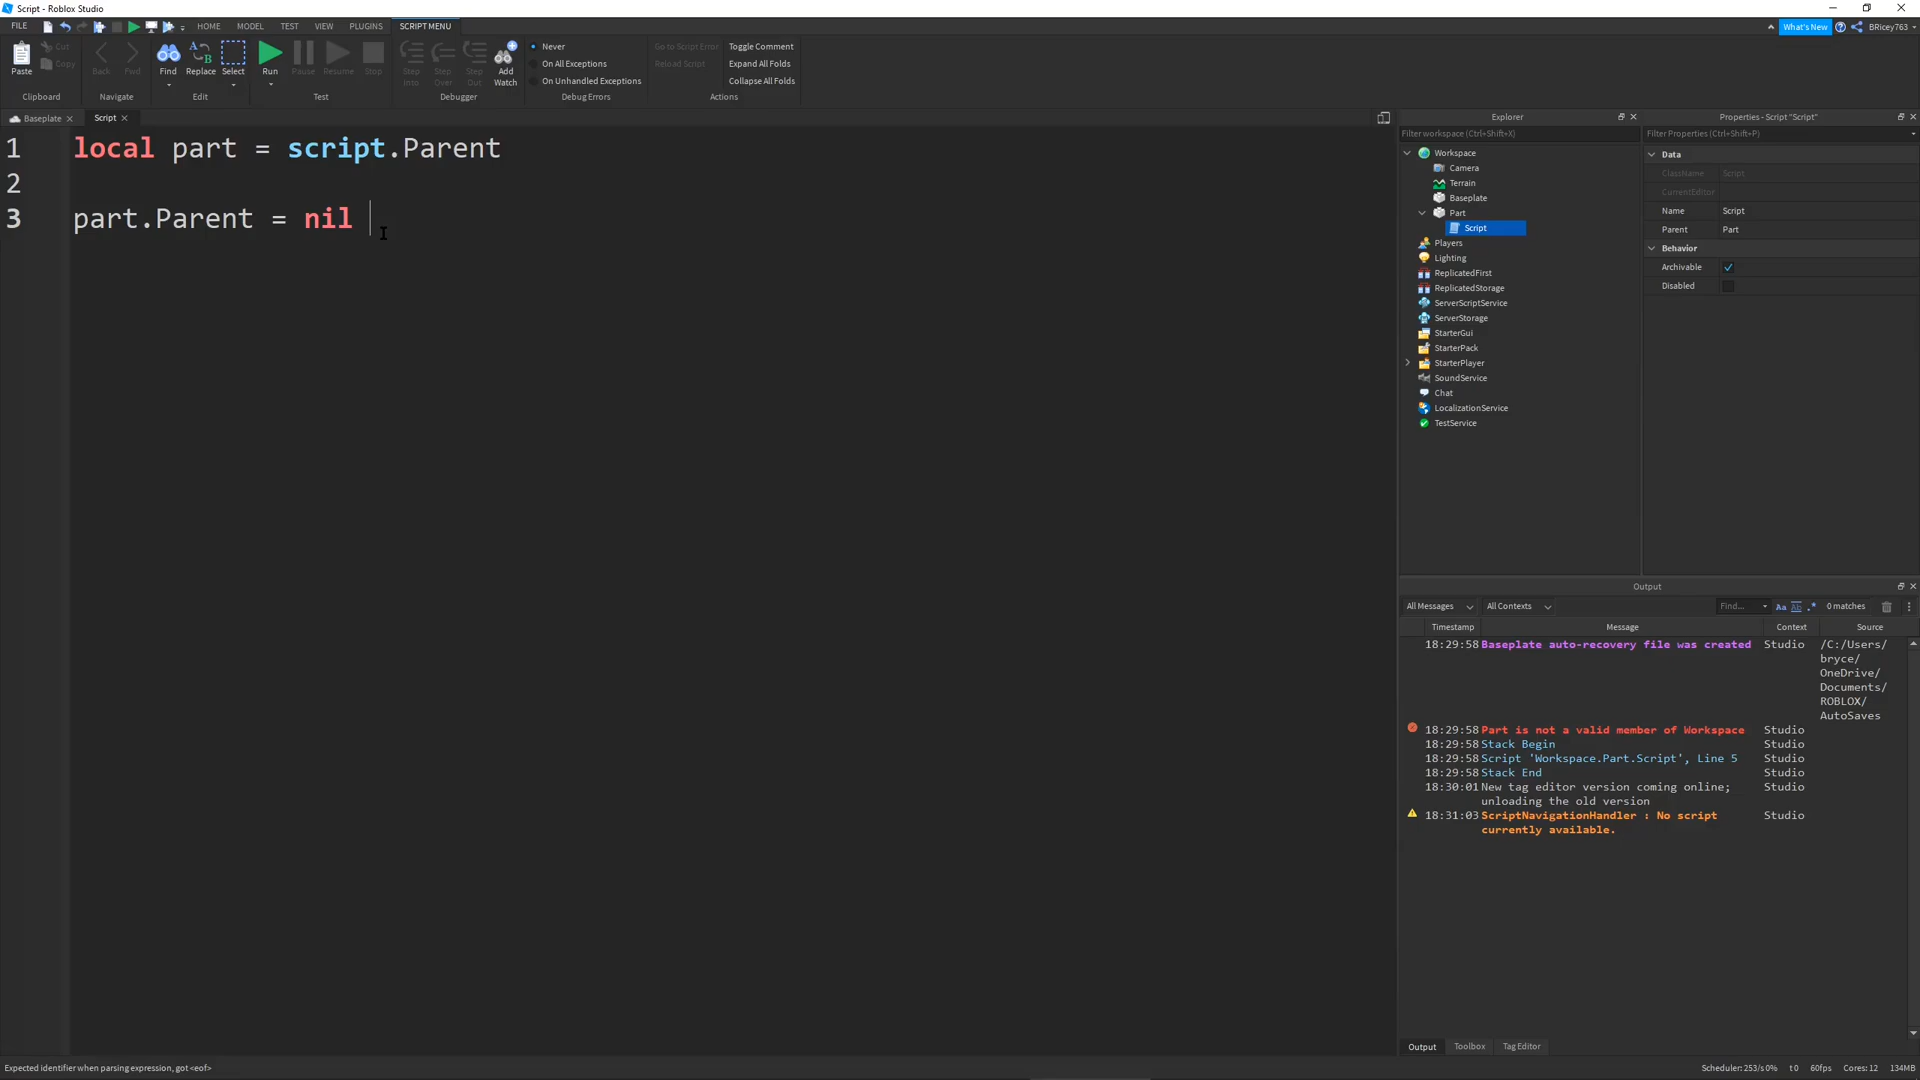 Script - Roblox Studio
FILE HOME MODEL TEST VIEW PLUGINS SCRIPT MENU What's New BRicey763
Paste Cut Copy Back Fwd Find Replace Select Run Pause Resume Stop Step Into Step Over Step Out Add Watch
Never
On All Exceptions
On Unhandled Exceptions
Go to Script Error
Reload Script
Toggle Comment
Expand All Folds
Collapse All Folds
Clipboard Navigate Edit Test Debugger Debug Errors Actions
Baseplate Script
1 local part = script.Parent
2
3 part.Parent = nil
Explorer
Filter workspace (Ctrl+Shift+X)
Workspace
Camera
Terrain
Baseplate
Part
Script
Players
Lighting
ReplicatedFirst
ReplicatedStorage
ServerScriptService
ServerStorage
StarterGui
StarterPack
StarterPlayer
SoundService
Chat
LocalizationService
TestService
Properties - Script "Script"
Filter Properties (Ctrl+Shift+P)
Data
ClassName Script
CurrentEditor
Name Script
Parent Part
Behavior
Archivable
Disabled
Output
All Messages All Contexts Find... Aa Ab .* 0 matches
Timestamp Message Context Source
18:29:58 Baseplate auto-recovery file was created Studio /C:/Users/
bryce/
OneDrive/
Documents/
ROBLOX/
AutoSaves
18:29:58 Part is not a valid member of Workspace Studio
18:29:58 Stack Begin Studio
18:29:58 Script 'Workspace.Part.Script', Line 5 Studio
18:29:58 Stack End Studio
18:30:01 New tag editor version coming online; Studio
unloading the old version
18:31:03 ScriptNavigationHandler : No script Studio
currently available.
Output Toolbox Tag Editor
Expected identifier when parsing expression, got <eof> Scheduler: 253/s 0% t 0 60fps Cores: 12 134MB